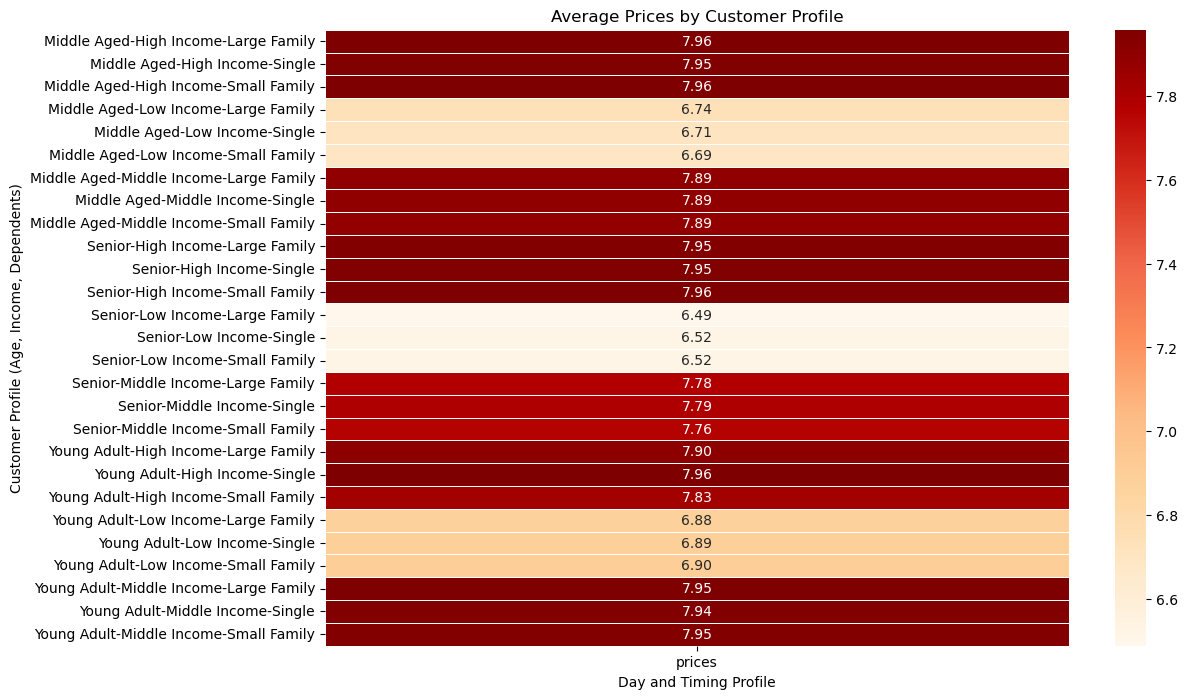 Average Prices by Customer Profile
Customer Profile (Age, Income, Dependents)
Middle Aged-High Income-Large Family 7.96
Middle Aged-High Income-Single 7.95
Middle Aged-High Income-Small Family 7.96
Middle Aged-Low Income-Large Family 6.74
Middle Aged-Low Income-Single 6.71
Middle Aged-Low Income-Small Family 6.69
Middle Aged-Middle Income-Large Family 7.89
Middle Aged-Middle Income-Single 7.89
Middle Aged-Middle Income-Small Family 7.89
Senior-High Income-Large Family 7.95
Senior-High Income-Single 7.95
Senior-High Income-Small Family 7.96
Senior-Low Income-Large Family 6.49
Senior-Low Income-Single 6.52
Senior-Low Income-Small Family 6.52
Senior-Middle Income-Large Family 7.78
Senior-Middle Income-Single 7.79
Senior-Middle Income-Small Family 7.76
Young Adult-High Income-Large Family 7.90
Young Adult-High Income-Single 7.96
Young Adult-High Income-Small Family 7.83
Young Adult-Low Income-Large Family 6.88
Young Adult-Low Income-Single 6.89
Young Adult-Low Income-Small Family 6.90
Young Adult-Middle Income-Large Family 7.95
Young Adult-Middle Income-Single 7.94
Young Adult-Middle Income-Small Family 7.95
prices
Day and Timing Profile
7.8
7.6
7.4
7.2
7.0
6.8
6.6